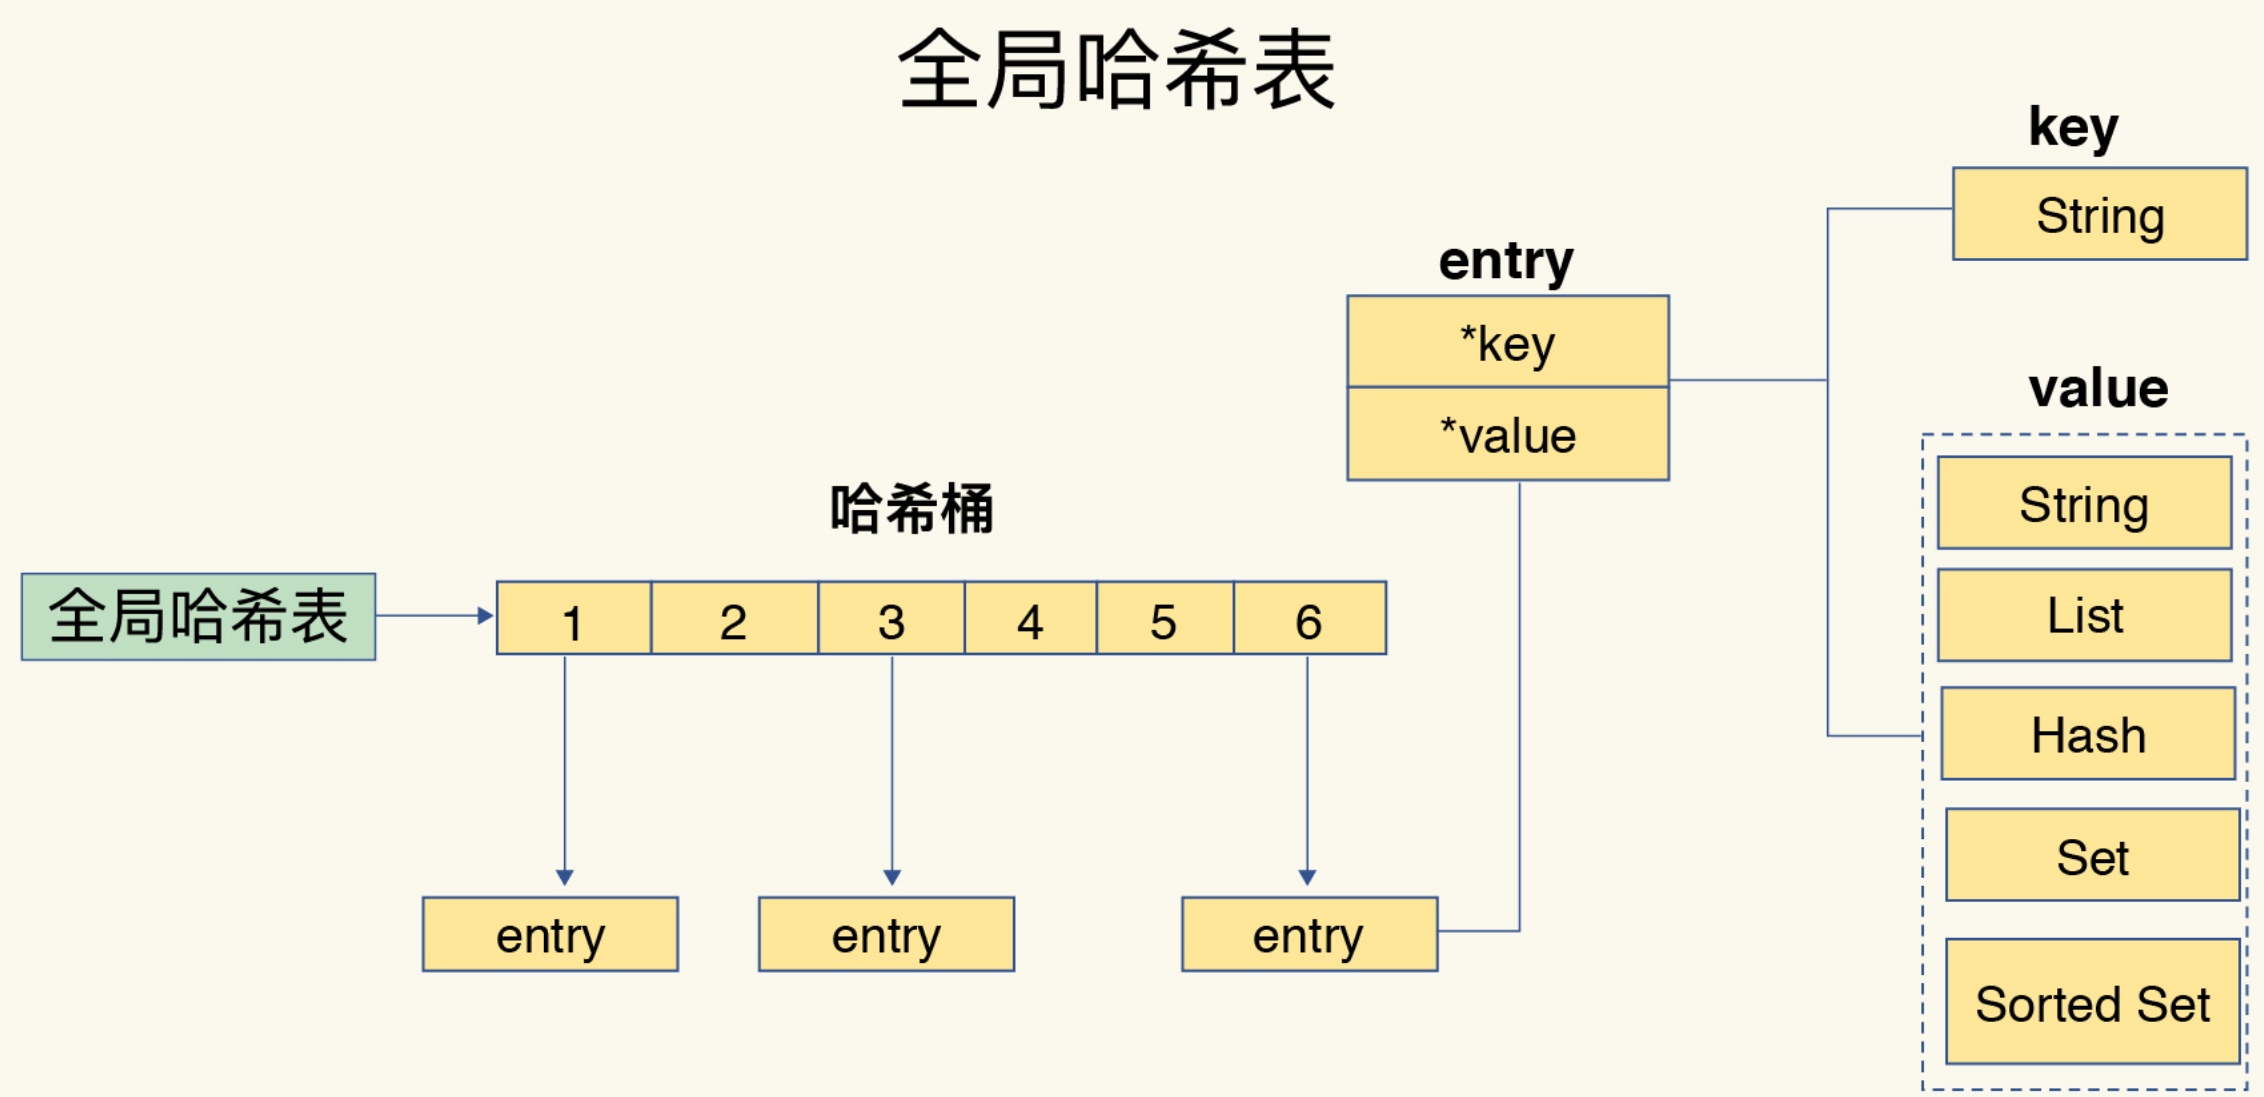 全局哈希表
key
String
entry
*key
*value
value
String
List
Hash
Set
Sorted Set
哈希桶
全局哈希表
1
2
3
4
5
6
entry
entry
entry